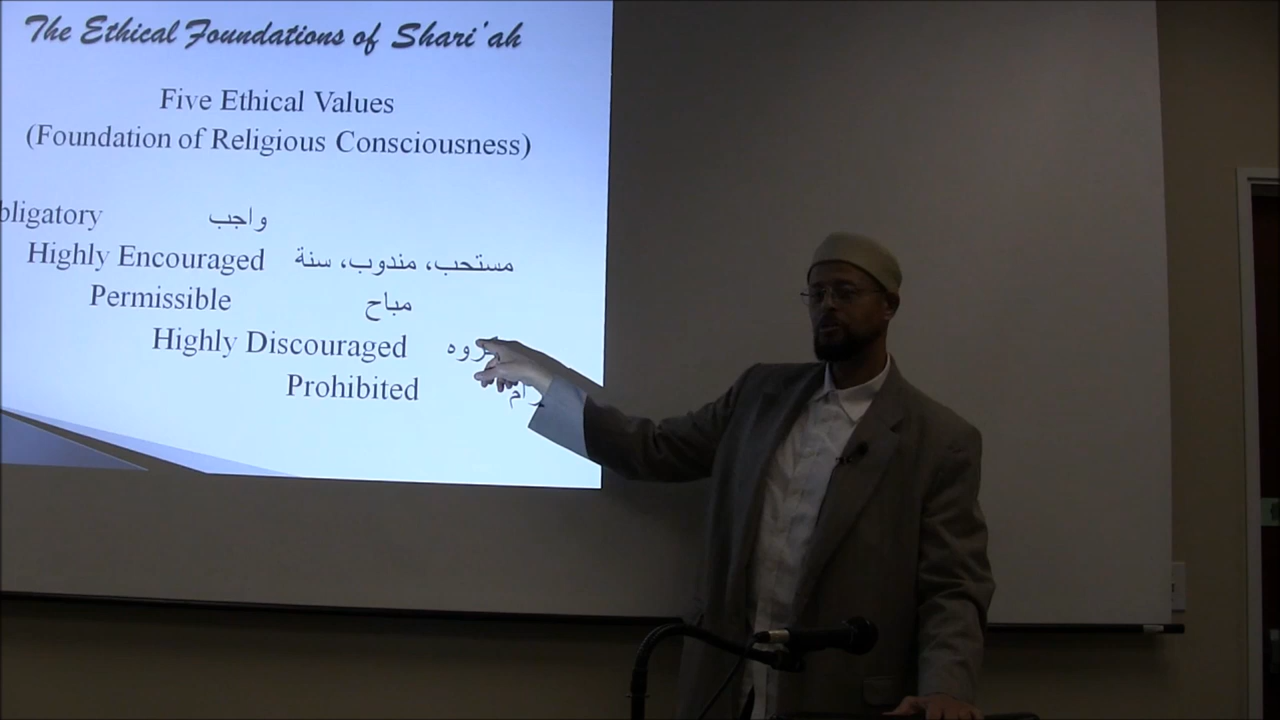 The Ethical Foundations of Shari'ah
Five Ethical Values
(Foundation of Religious Consciousness)
bligatory واجب
Highly Encouraged مستحب، مندوب، سنة
Permissible مباح
Highly Discouraged
Prohibited